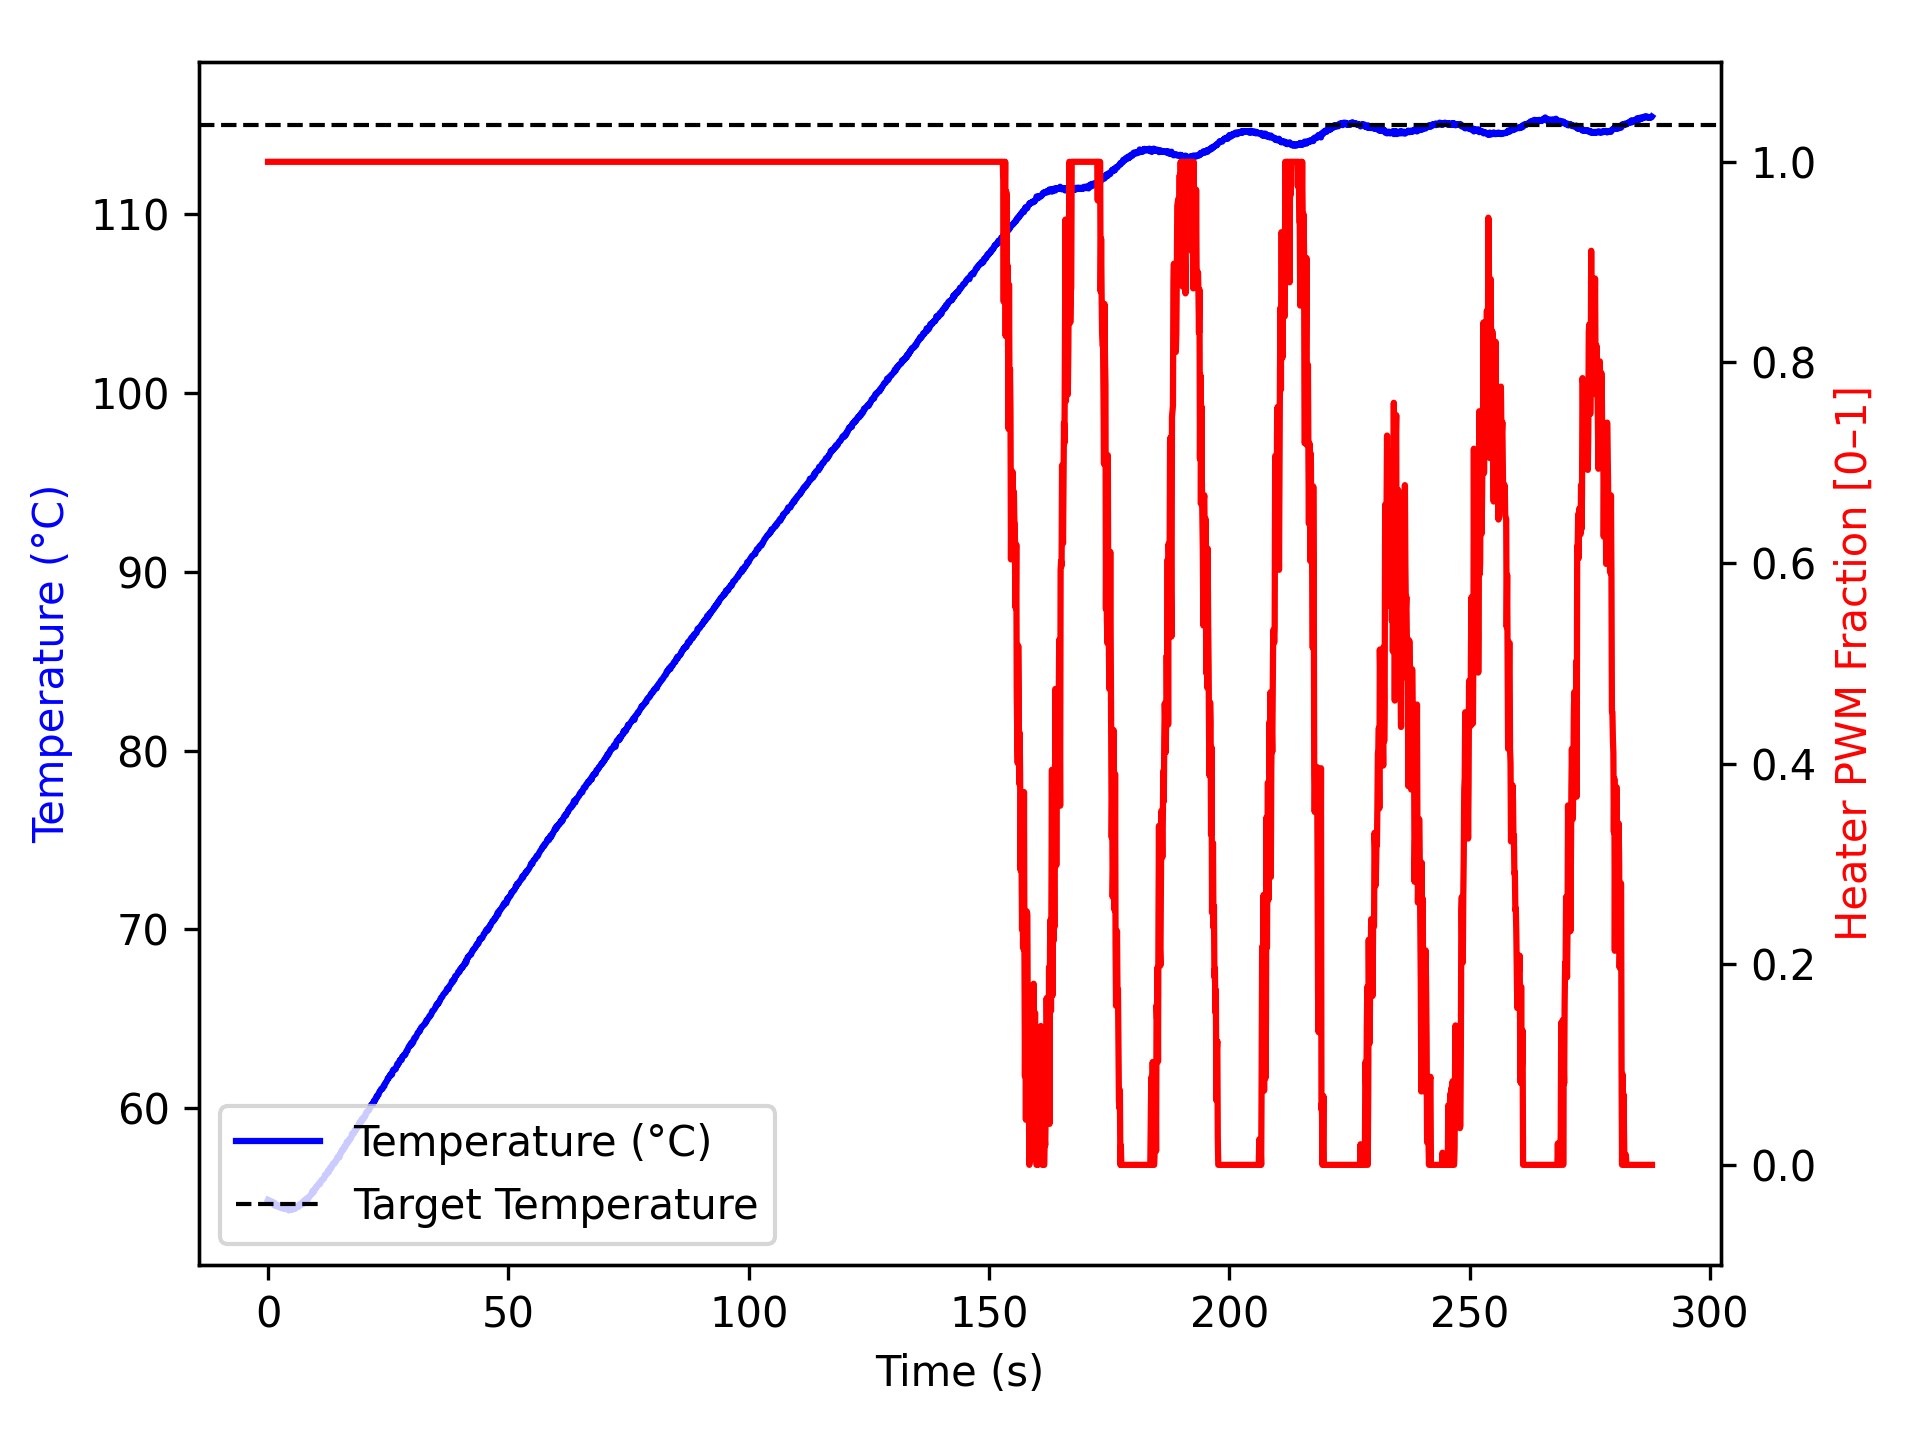 110
100
90
80
70
60
Temperature (°C)
1.0
0.8
0.6
0.4
0.2
0.0
Heater PWM Fraction [0–1]
Temperature (°C)
Target Temperature
0 50 100 150 200 250 300
Time (s)